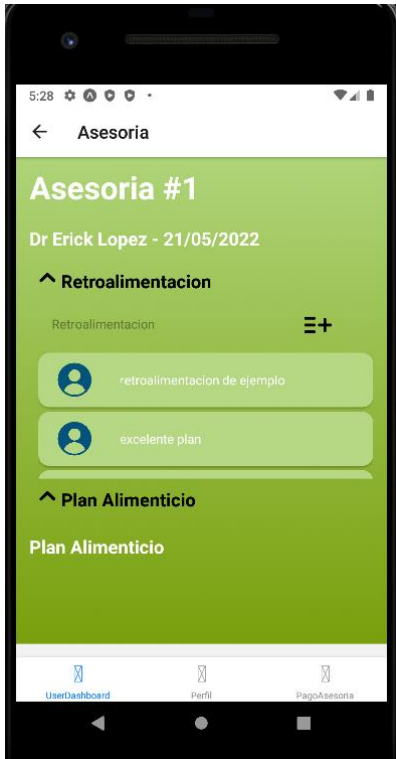 5:28
Asesoria
Asesoria #1
Dr Erick Lopez - 21/05/2022
Retroalimentacion
Retroalimentacion
retroalimentacion de ejemplo
excelente plan
Plan Alimenticio
Plan Alimenticio
UserDashboard Perfil PagoAsesoria